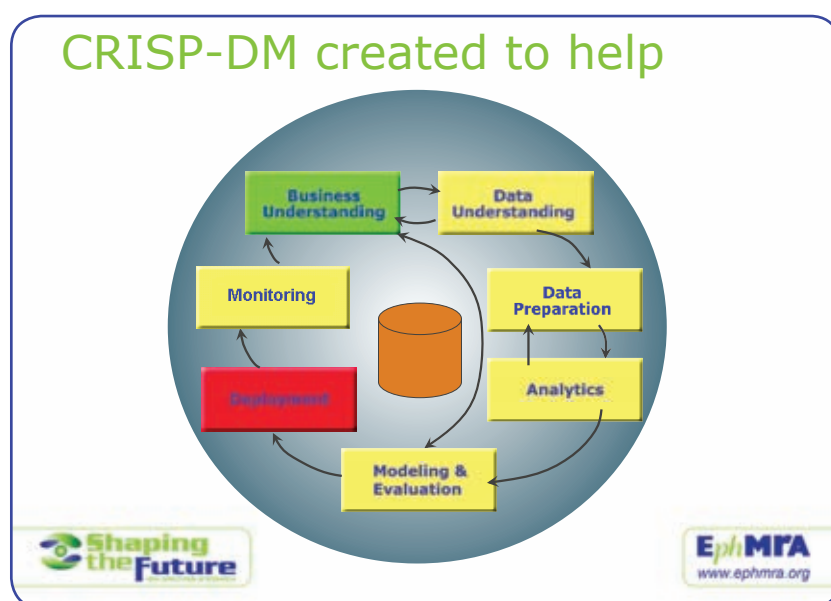 CRISP-DM created to help
Business
Understanding
Data
Understanding
Monitoring
Data
Preparation
Deployment
Analytics
Modeling &
Evaluation
Shaping
the Future
EphMRA
www.ephmra.org